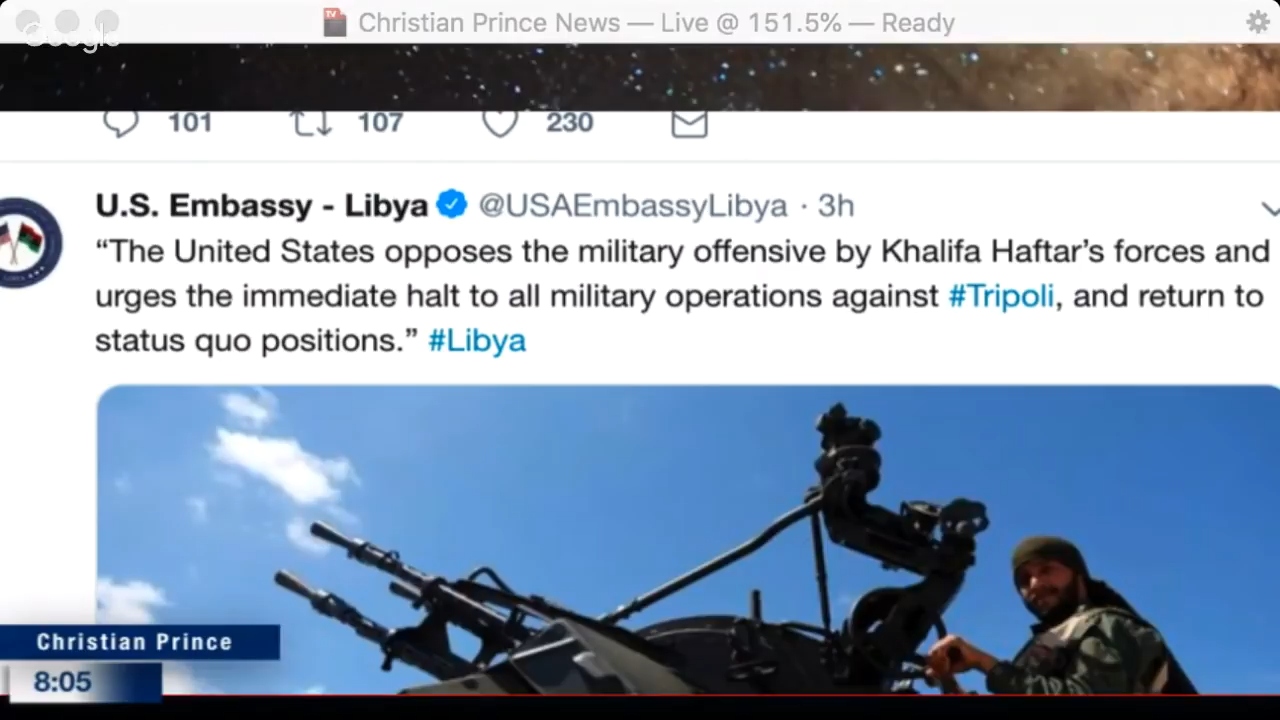 Christian Prince News — Live @ 151.5% — Ready
Google
101 107 230
U.S. Embassy - Libya @USAEmbassyLibya · 3h
“The United States opposes the military offensive by Khalifa Haftar’s forces and
urges the immediate halt to all military operations against #Tripoli, and return to
status quo positions.” #Libya
Christian Prince
8:05